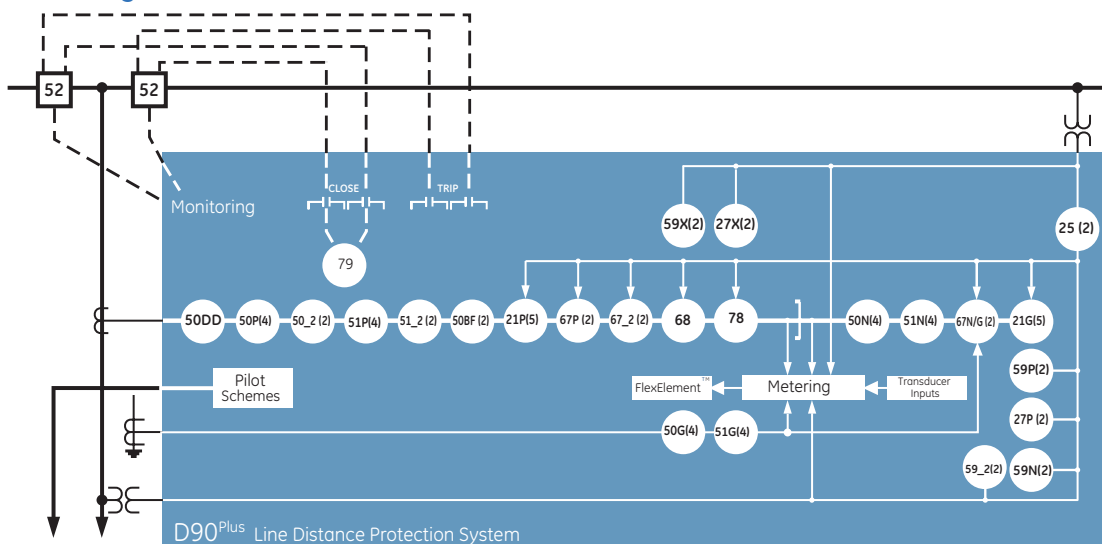 52
52
CLOSE
TRIP
Monitoring
59X(2)
27X(2)
25 (2)
79
50DD
50P(4)
50_2 (2)
51P(4)
51_2 (2)
50BF (2)
21P(5)
67P (2)
67_2 (2)
68
78
50N(4)
51N(4)
67N/G (2)
21G(5)
59P(2)
Pilot
Schemes
FlexElement™
Metering
Transducer
Inputs
27P (2)
50G(4)
51G(4)
59_2(2)
59N(2)
D90Plus Line Distance Protection System